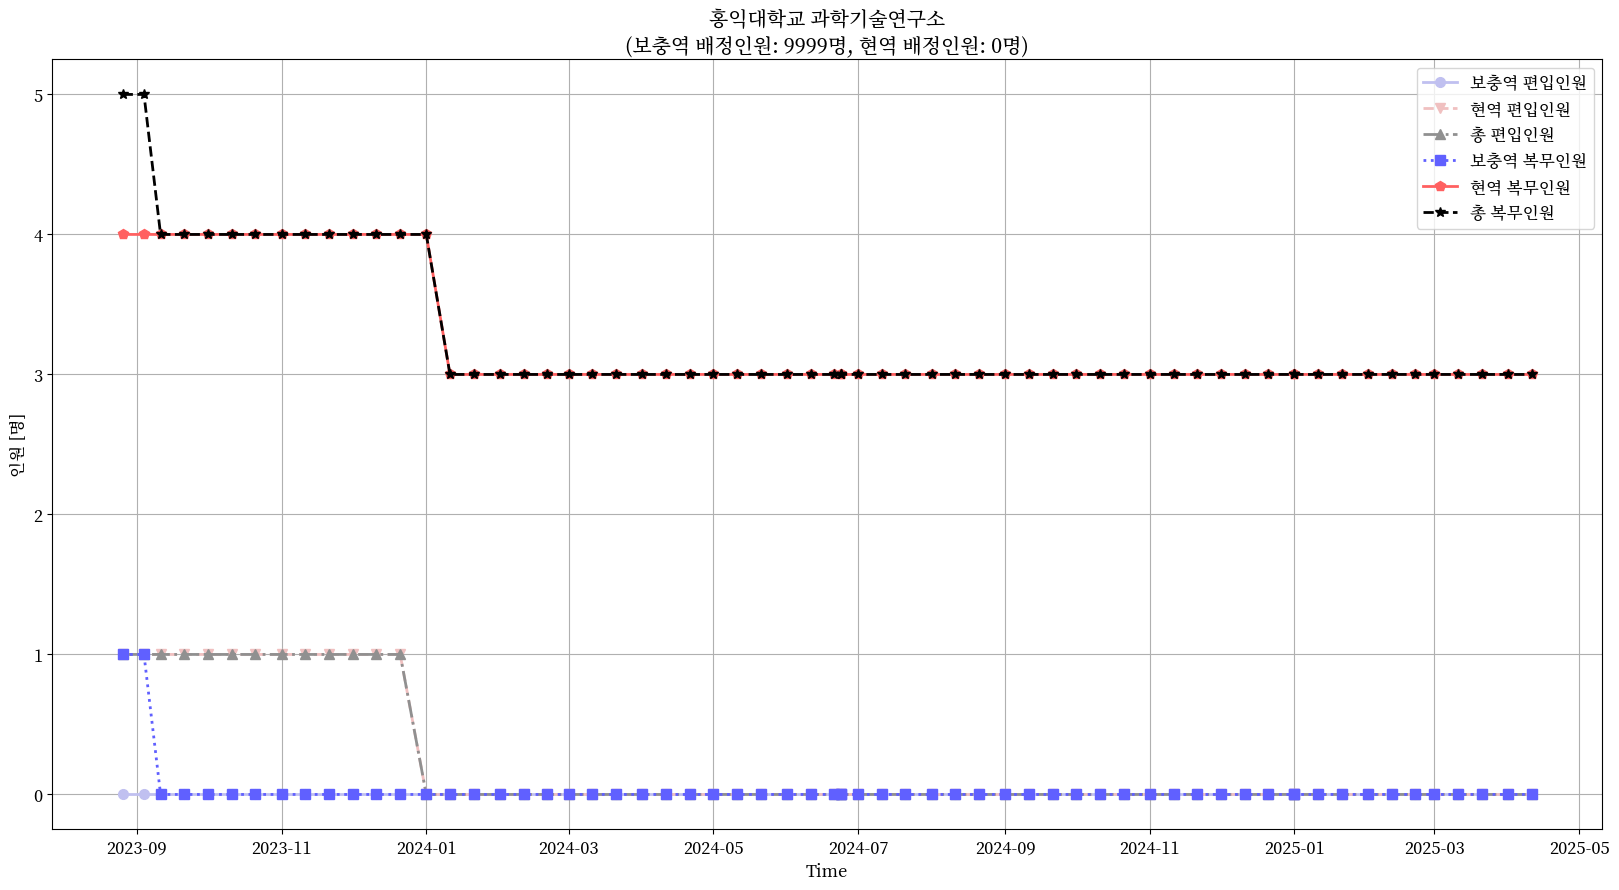 홍익대학교 과학기술연구소
(보충역 배정인원: 9999명, 현역 배정인원: 0명)
보충역 편입인원
현역 편입인원
총 편입인원
보충역 복무인원
현역 복무인원
총 복무인원
인원 [명]
5
4
3
2
1
0
2023-09
2023-11
2024-01
2024-03
2024-05
2024-07
2024-09
2024-11
2025-01
2025-03
2025-05
Time